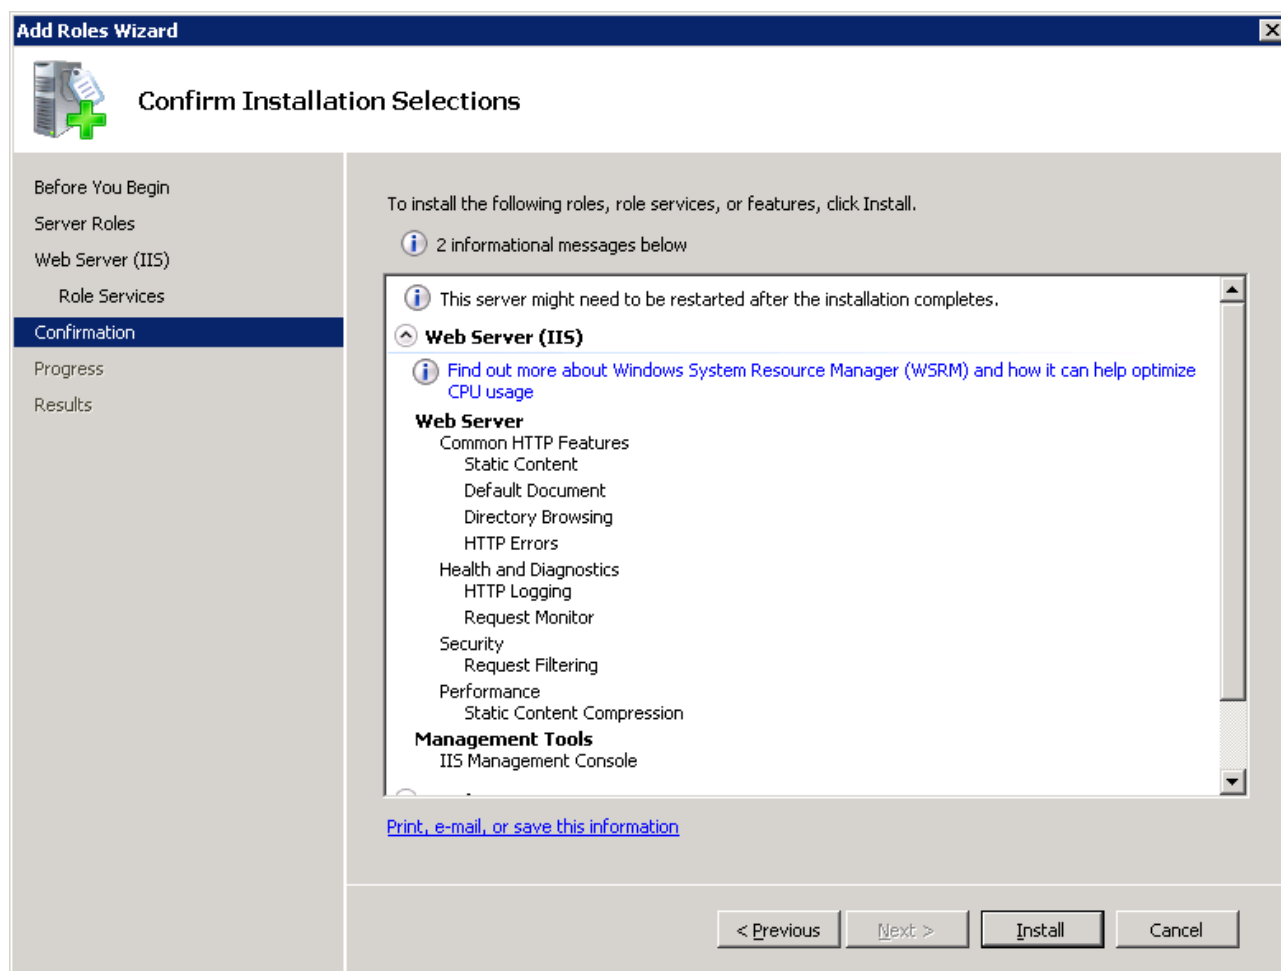 Add Roles Wizard
Confirm Installation Selections
Before You Begin
Server Roles
Web Server (IIS)
Role Services
Confirmation
Progress
Results
To install the following roles, role services, or features, click Install.
2 informational messages below
This server might need to be restarted after the installation completes.
Web Server (IIS)
Find out more about Windows System Resource Manager (WSRM) and how it can help optimize
CPU usage
Web Server
Common HTTP Features
Static Content
Default Document
Directory Browsing
HTTP Errors
Health and Diagnostics
HTTP Logging
Request Monitor
Security
Request Filtering
Performance
Static Content Compression
Management Tools
IIS Management Console
Print, e-mail, or save this information
< Previous
Next >
Install
Cancel